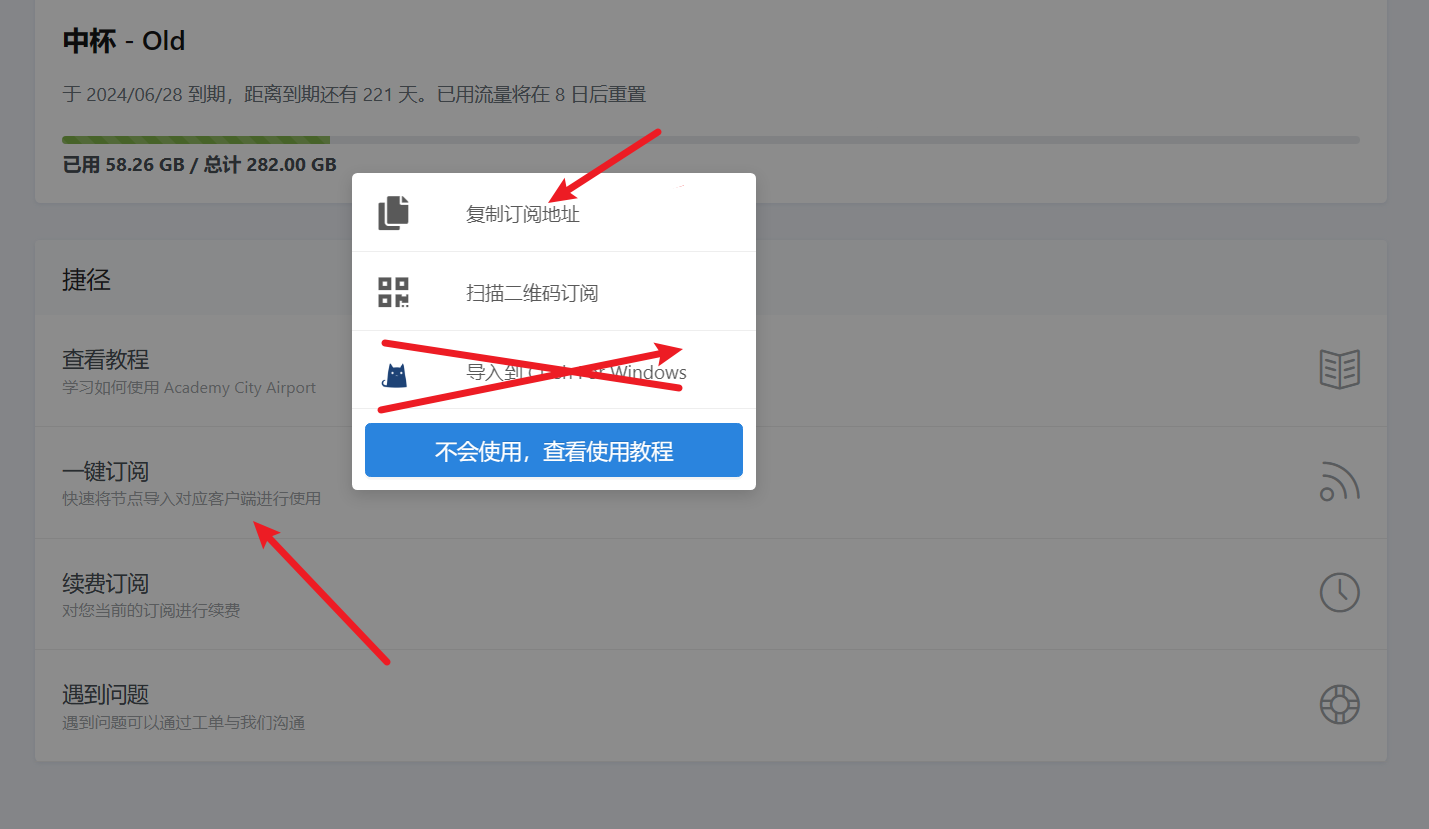 中杯 - Old
于 2024/06/28 到期，距离到期还有 221 天。已用流量将在 8 日后重置
已用 58.26 GB / 总计 282.00 GB
复制订阅地址
扫描二维码订阅
导入到 For Windows
不会使用，查看使用教程
捷径
查看教程
学习如何使用 Academy City Airport
一键订阅
快速将节点导入对应客户端进行使用
续费订阅
对您当前的订阅进行续费
遇到问题
遇到问题可以通过工单与我们沟通